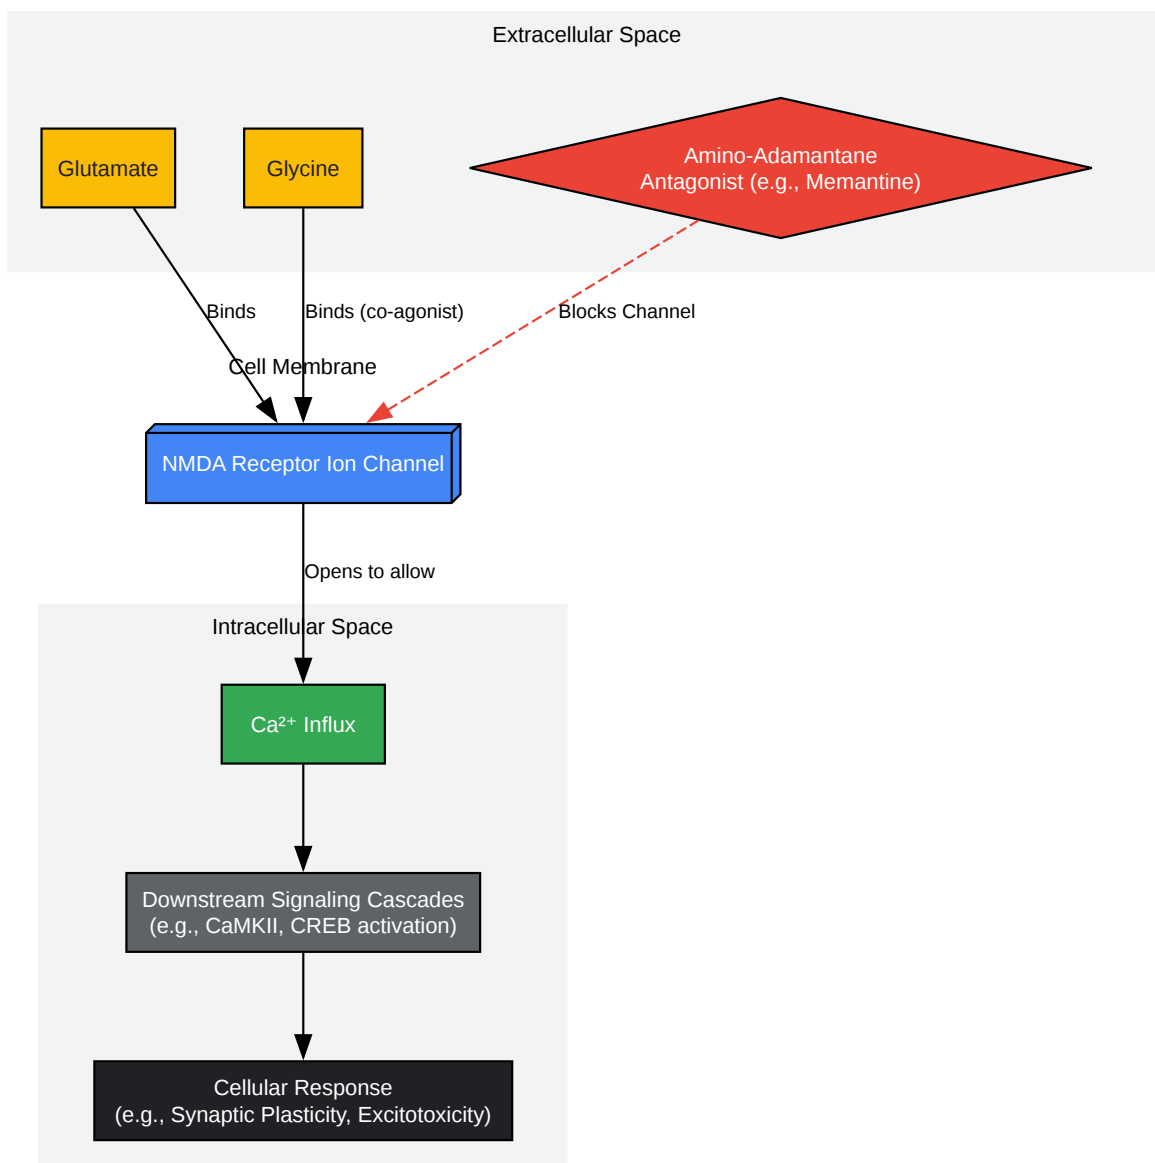 Extracellular Space
Glutamate
Glycine
Amino-Adamantane
Antagonist (e.g., Memantine)
Binds
Binds (co-agonist)
Blocks Channel
Cell Membrane
NMDA Receptor Ion Channel
Opens to allow
Intracellular Space
Ca²⁺ Influx
Downstream Signaling Cascades
(e.g., CaMKII, CREB activation)
Cellular Response
(e.g., Synaptic Plasticity, Excitotoxicity)